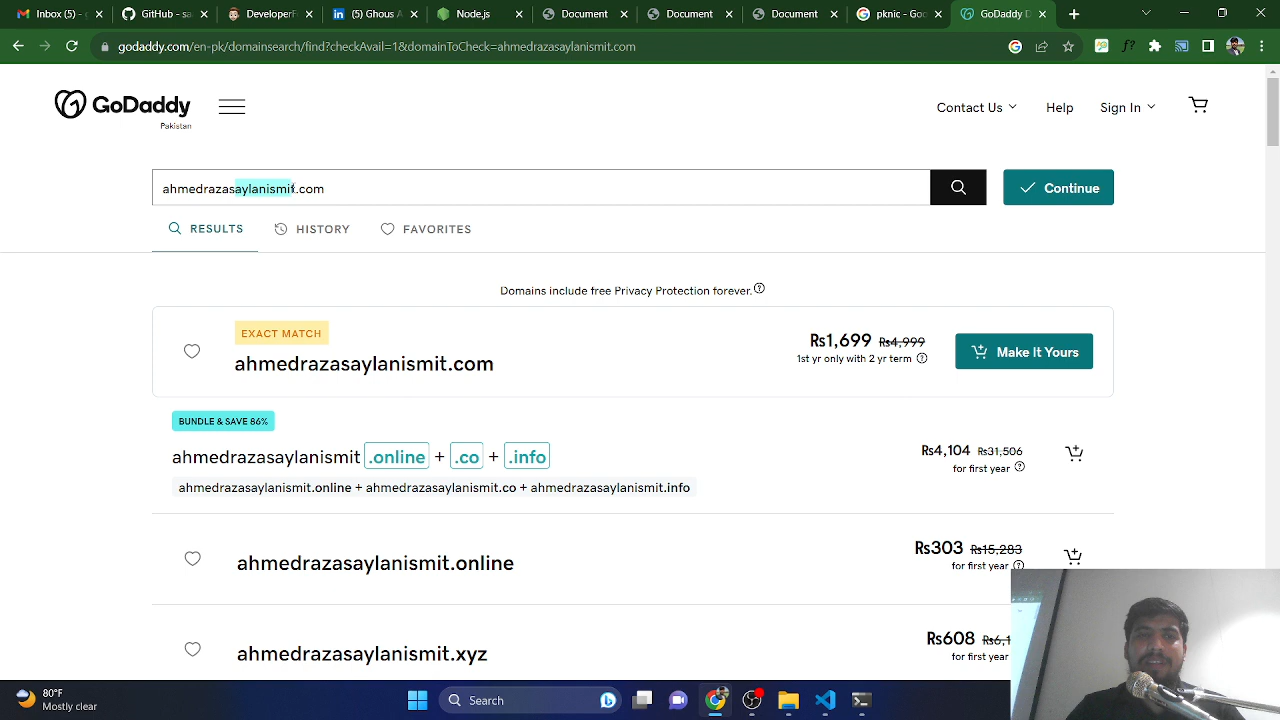 Inbox (5) - g
GitHub - sa
DeveloperF
Ghous A
Node.js
Document
Document
Document
pknic - Goo
GoDaddy D
godaddy.com/en-pk/domainsearch/find?checkAvail=1&domainToCheck=ahmedrazasaylanismit.com
GoDaddy
Pakistan
Contact Us
Help
Sign In
ahmedrazasaylanismit.com
Continue
RESULTS
HISTORY
FAVORITES
Domains include free Privacy Protection forever.
EXACT MATCH
ahmedrazasaylanismit.com
Rs1,699 Rs4,999
1st yr only with 2 yr term
Make It Yours
BUNDLE & SAVE 86%
ahmedrazasaylanismit .online + .co + .info
Rs4,104 Rs31,506
for first year
ahmedrazasaylanismit.online + ahmedrazasaylanismit.co + ahmedrazasaylanismit.info
ahmedrazasaylanismit.online
Rs303 Rs15,283
for first year
ahmedrazasaylanismit.xyz
Rs608
for first year
80°F
Mostly clear
Search